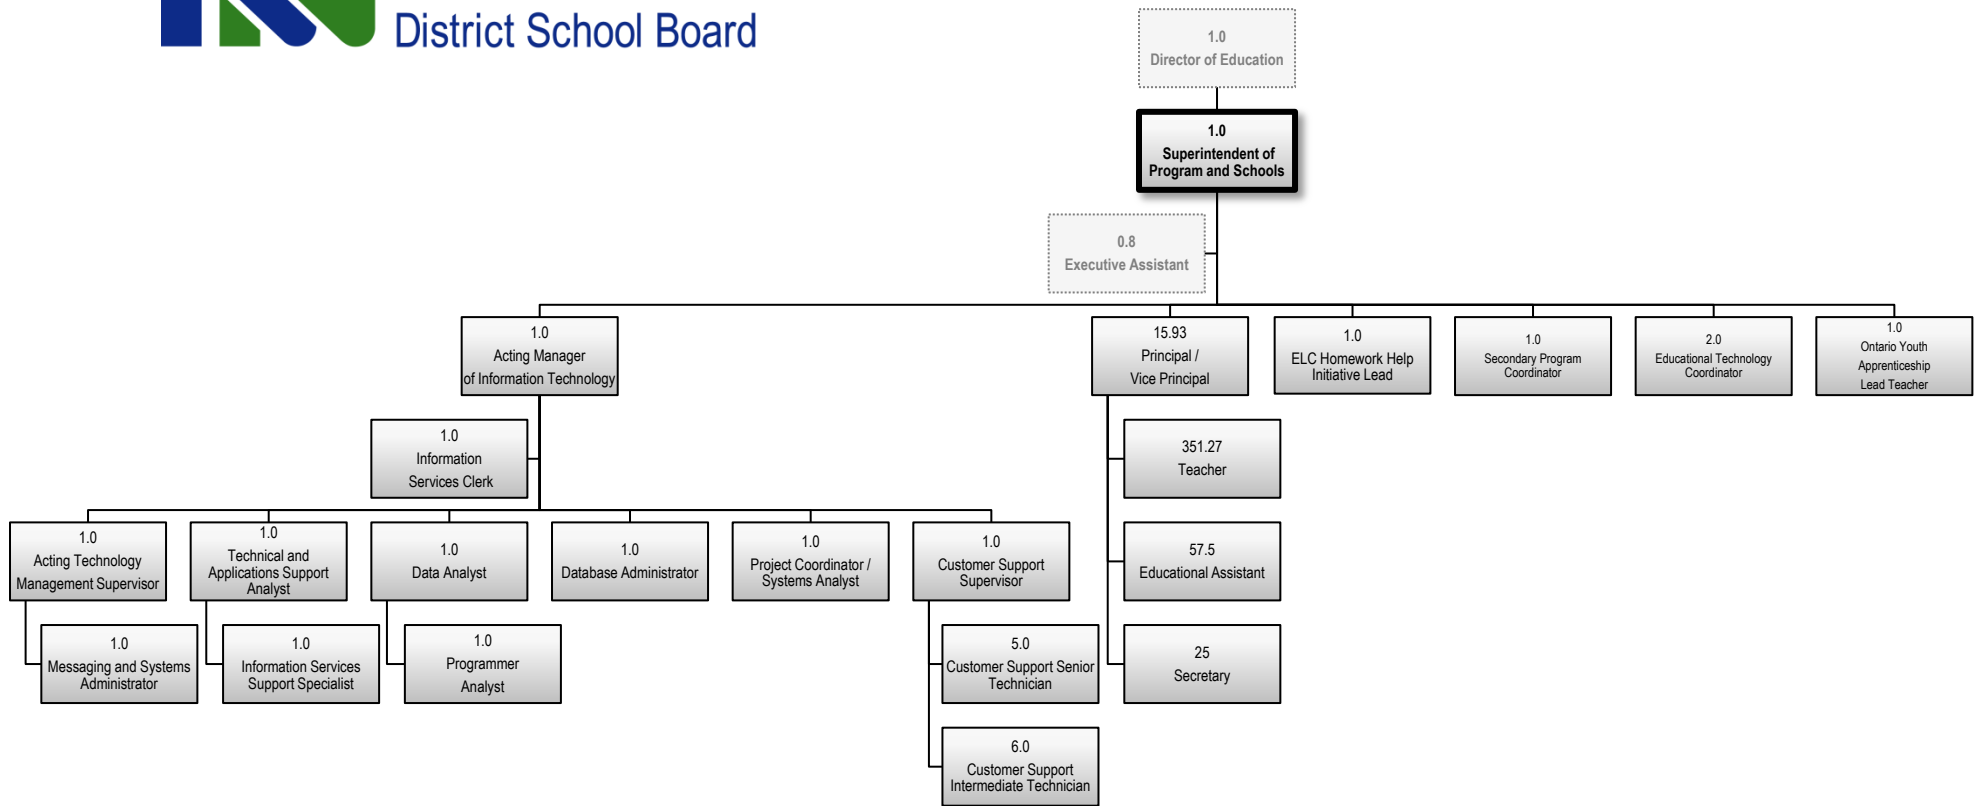 District School Board
1.0
Director of Education
1.0
Superintendent of
Program and Schools
0.8
Executive Assistant
1.0
Acting Manager
of Information Technology
15.93
Principal /
Vice Principal
1.0
ELC Homework Help
Initiative Lead
1.0
Secondary Program
Coordinator
2.0
Educational Technology
Coordinator
1.0
Ontario Youth
Apprenticeship
Lead Teacher
1.0
Information
Services Clerk
351.27
Teacher
57.5
Educational Assistant
25
Secretary
1.0
Acting Technology
Management Supervisor
1.0
Technical and
Applications Support
Analyst
1.0
Data Analyst
1.0
Database Administrator
1.0
Project Coordinator /
Systems Analyst
1.0
Customer Support
Supervisor
1.0
Messaging and Systems
Administrator
1.0
Information Services
Support Specialist
1.0
Programmer
Analyst
5.0
Customer Support Senior
Technician
6.0
Customer Support
Intermediate Technician